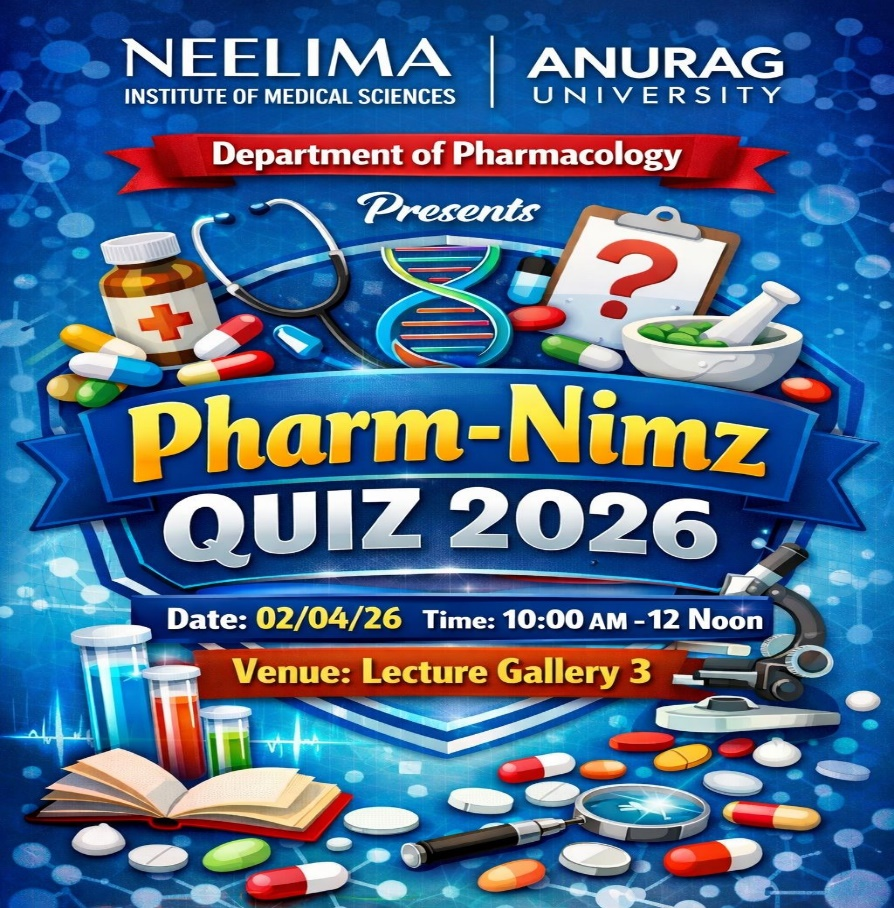 NEELIMA
INSTITUTE OF MEDICAL SCIENCES
ANURAG
UNIVERSITY
Department of Pharmacology
Presents
?
Pharm-Nimz
QUIZ 2026
Date: 02/04/26 Time: 10:00 AM - 12 Noon
Venue: Lecture Gallery 3